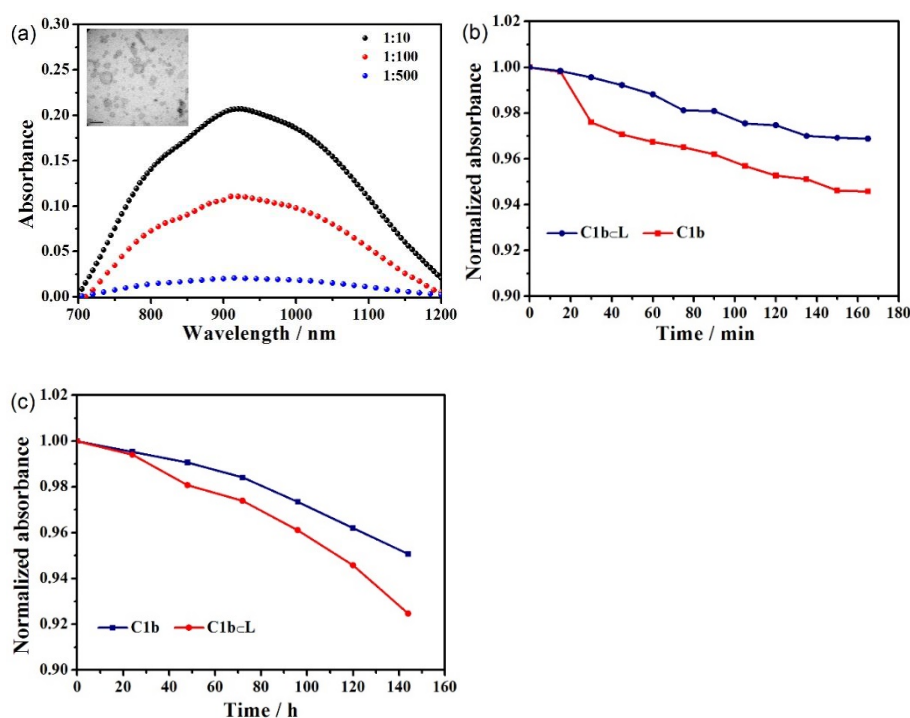 (a)
0.30
0.25
0.20
0.15
0.10
0.05
0.00
Absorbance
1:10
1:100
1:500
700 800 900 1000 1100 1200
Wavelength / nm
(b)
1.02
1.00
0.98
0.96
0.94
0.92
0.90
Normalized absorbance
C1b⊂L C1b
0 20 40 60 80 100 120 140 160 180
Time / min
(c)
1.02
1.00
0.98
0.96
0.94
0.92
0.90
Normalized absorbance
C1b C1b⊂L
0 20 40 60 80 100 120 140 160
Time / h